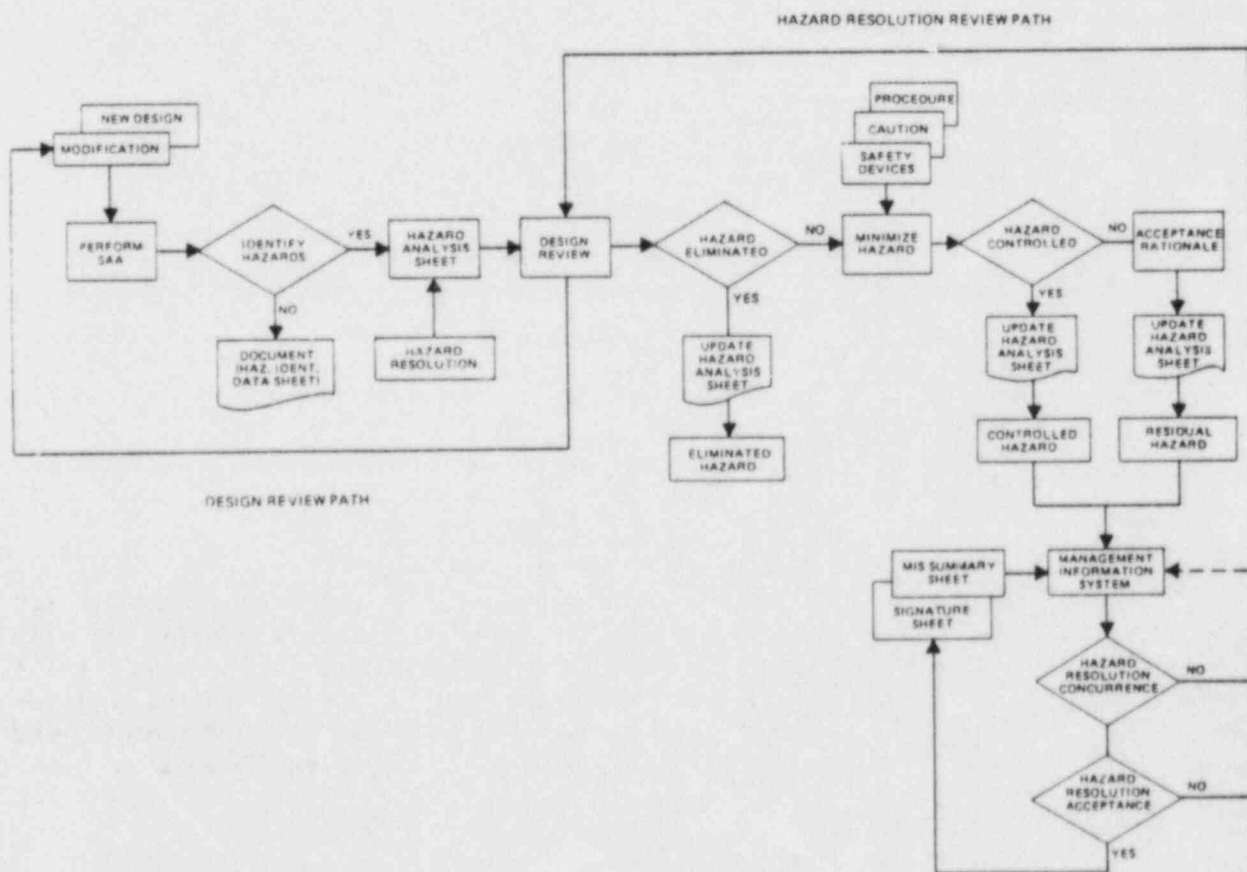 HAZARD RESOLUTION REVIEW PATH
NEW DESIGN
MODIFICATION
PERFORM
SAA
IDENTIFY
HAZARDS
YES
NO
DOCUMENT
(HAZ. IDENT.
DATA SHEET)
HAZARD
ANALYSIS
SHEET
HAZARD
RESOLUTION
DESIGN
REVIEW
DESIGN REVIEW PATH
HAZARD
ELIMINATED
NO
YES
UPDATE
HAZARD
ANALYSIS
SHEET
ELIMINATED
HAZARD
PROCEDURE
CAUTION
SAFETY
DEVICES
MINIMIZE
HAZARD
HAZARD
CONTROLLED
NO
YES
UPDATE
HAZARD
ANALYSIS
SHEET
CONTROLLED
HAZARD
ACCEPTANCE
RATIONALE
UPDATE
HAZARD
ANALYSIS
SHEET
RESIDUAL
HAZARD
MIS SUMMARY
SHEET
SIGNATURE
SHEET
MANAGEMENT
INFORMATION
SYSTEM
HAZARD
RESOLUTION
CONCURRENCE
NO
HAZARD
RESOLUTION
ACCEPTANCE
NO
YES